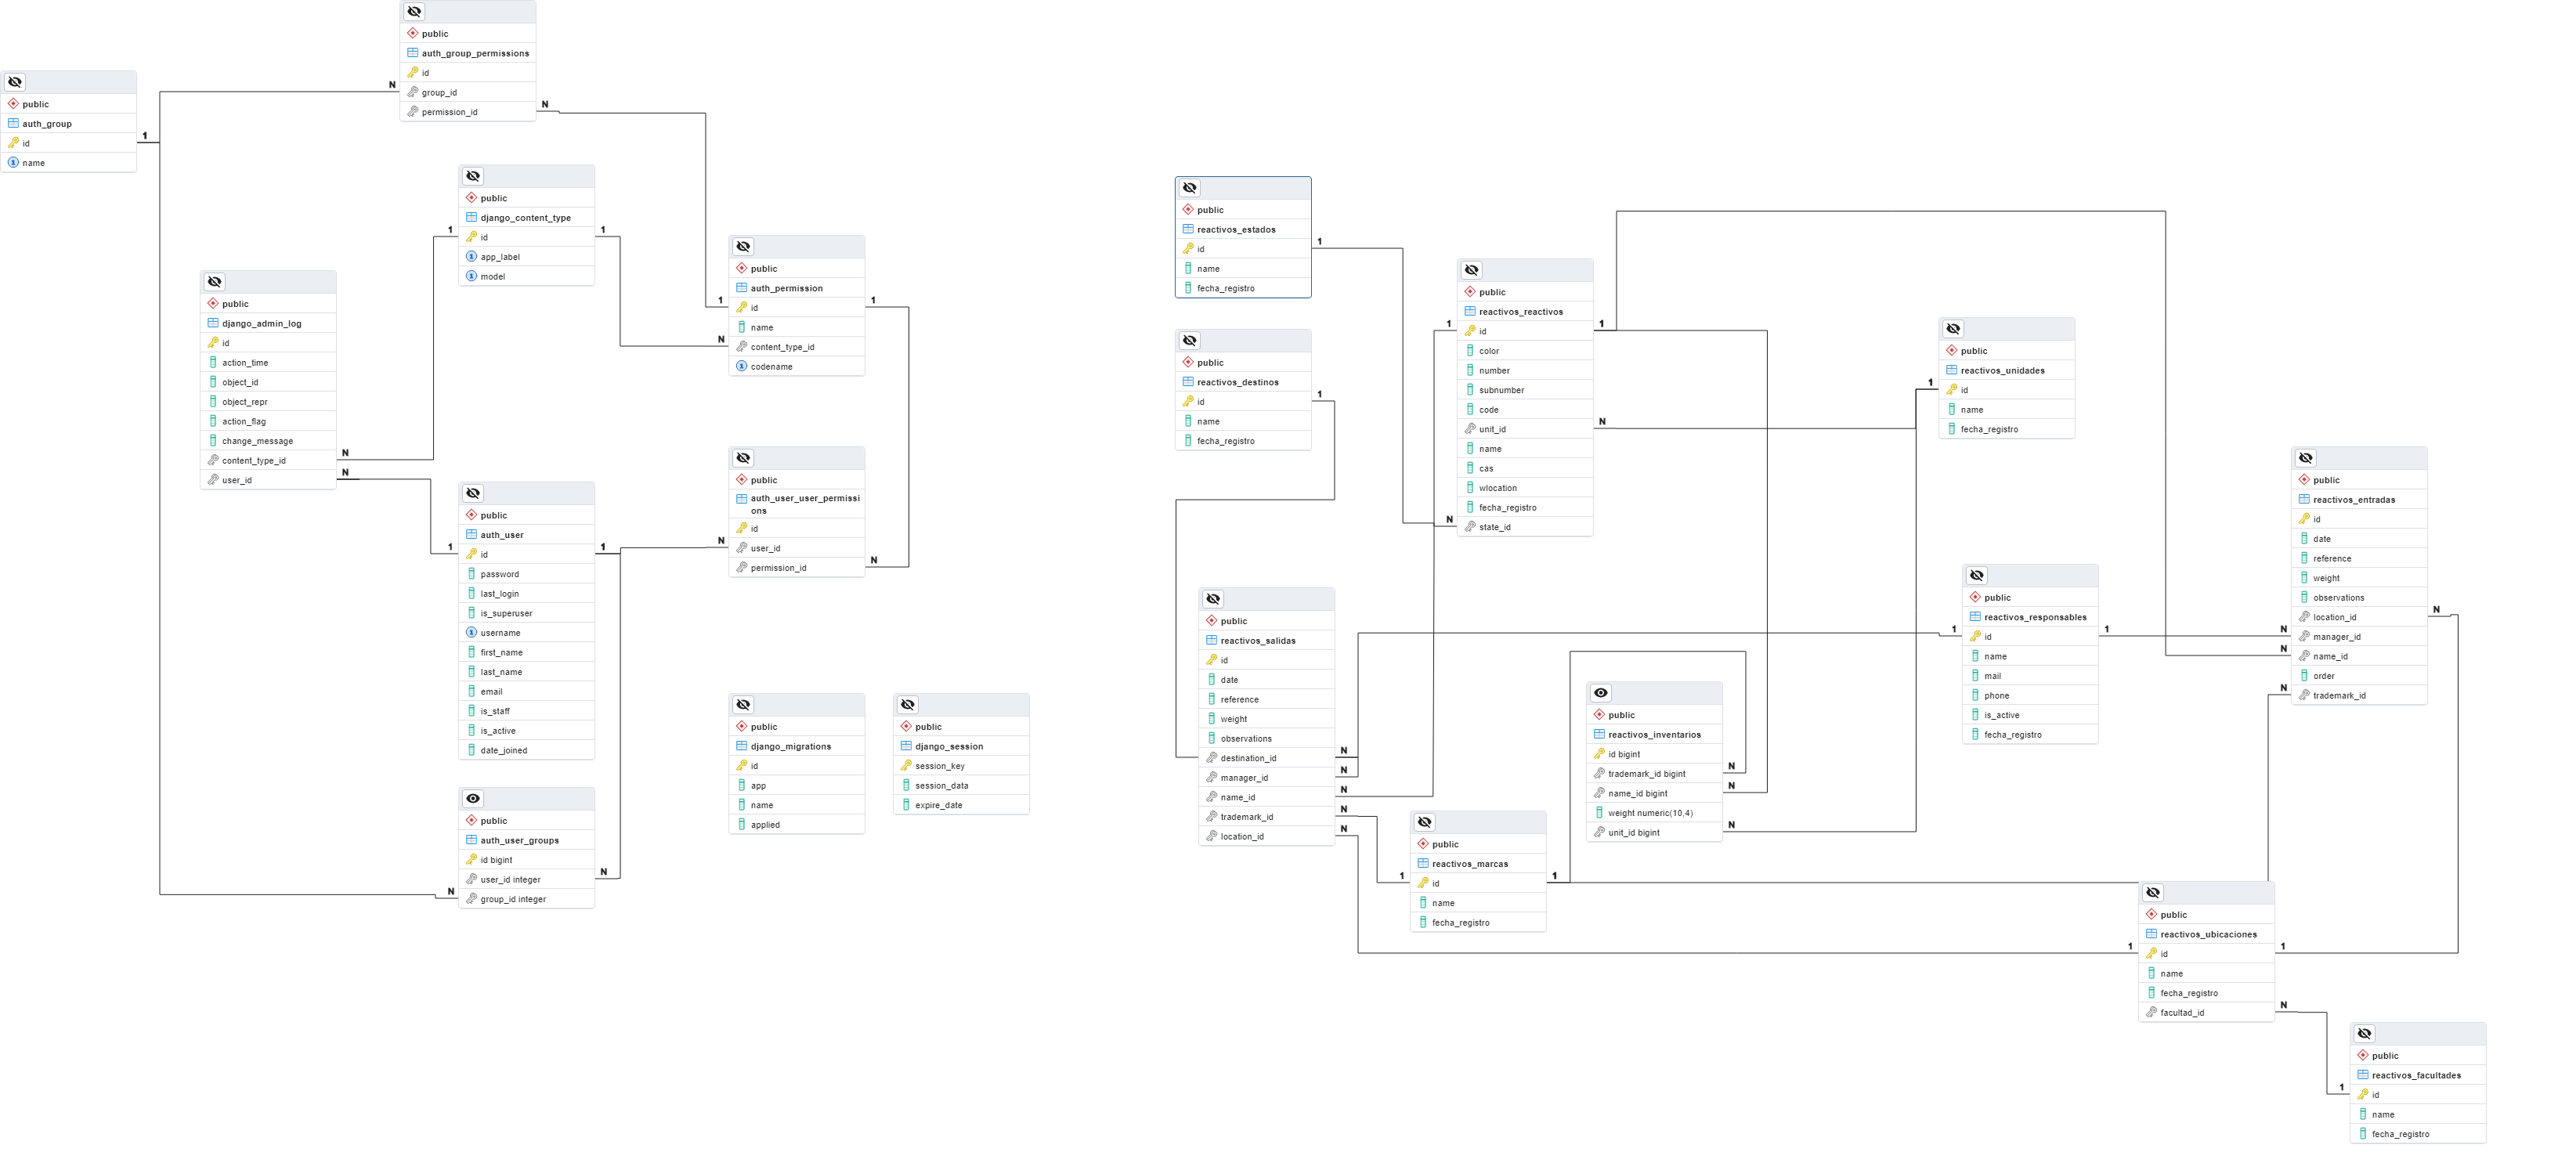 public
auth_group_permissions
id
group_id
permission_id
N
N
public
auth_group
id
name
1
public
django_content_type
id
app_label
model
1
1
public
auth_permission
id
name
content_type_id
codename
1
1
N
public
django_admin_log
id
action_time
object_id
object_repr
action_flag
change_message
content_type_id
user_id
N
N
public
auth_user_user_permissi
ons
id
user_id
permission_id
N
N
public
auth_user
id
password
last_login
is_superuser
username
first_name
last_name
email
is_staff
is_active
date_joined
1
1
public
django_migrations
id
app
name
applied
public
django_session
session_key
session_data
expire_date
public
auth_user_groups
id bigint
user_id integer
group_id integer
N
N
public
reactivos_estados
id
name
fecha_registro
1
public
reactivos_destinos
id
name
fecha_registro
1
public
reactivos_reactivos
id
color
number
subnumber
code
unit_id
name
cas
wlocation
fecha_registro
state_id
1
1
N
N
public
reactivos_unidades
id
name
fecha_registro
1
public
reactivos_entradas
id
date
reference
weight
observations
location_id
manager_id
name_id
order
trademark_id
N
N
N
N
public
reactivos_responsables
id
name
mail
phone
is_active
fecha_registro
1
1
public
reactivos_salidas
id
date
reference
weight
observations
destination_id
manager_id
name_id
trademark_id
location_id
N
N
N
N
N
public
reactivos_inventarios
id bigint
trademark_id bigint
name_id bigint
weight numeric(10,4)
unit_id bigint
N
N
N
public
reactivos_marcas
id
name
fecha_registro
1
1
public
reactivos_ubicaciones
id
name
fecha_registro
facultad_id
1
1
N
public
reactivos_facultades
id
name
fecha_registro
1